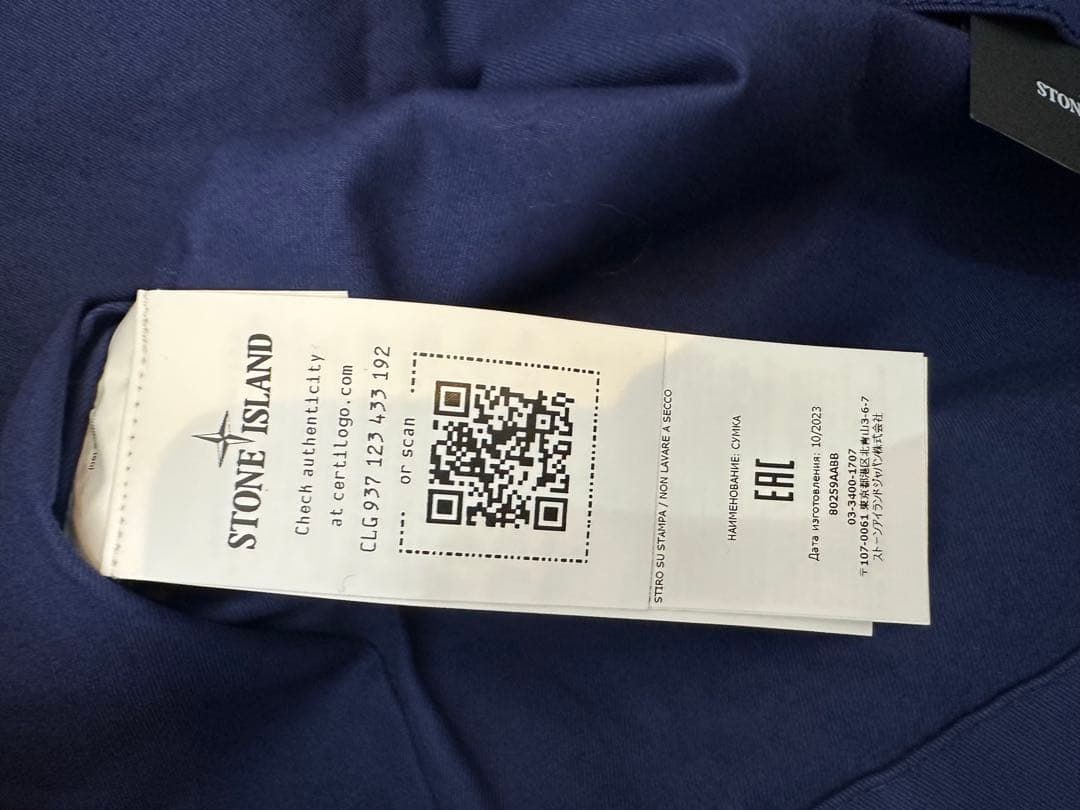 STONE ISLAND
Check authenticity
at certilogo.com
CLG 937 123 433 192
or scan
STIRO SU STAMPA / NON LAVARE A SECCO
НАИМЕНОВАНИЕ: СУМКА
EAC
Дата изготовления: 10/2023
80259AABB
03-3400-1707
〒107-0061 東京都港区北青山3-6-7
ストーンアイランドジャパン株式会社
STON